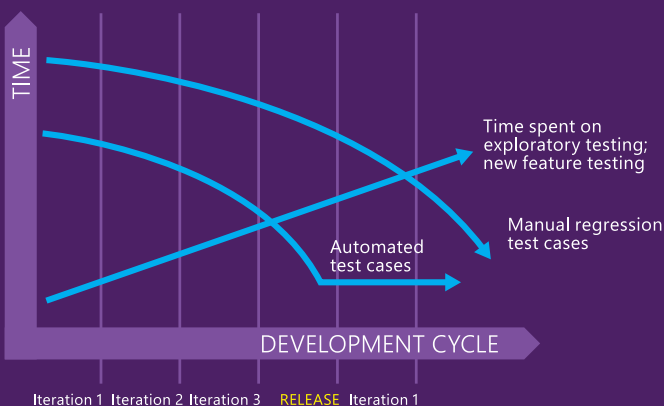 TIME
Time spent on
exploratory testing;
new feature testing
Manual regression
test cases
Automated
test cases
DEVELOPMENT CYCLE
Iteration 1 Iteration 2 Iteration 3 RELEASE Iteration 1